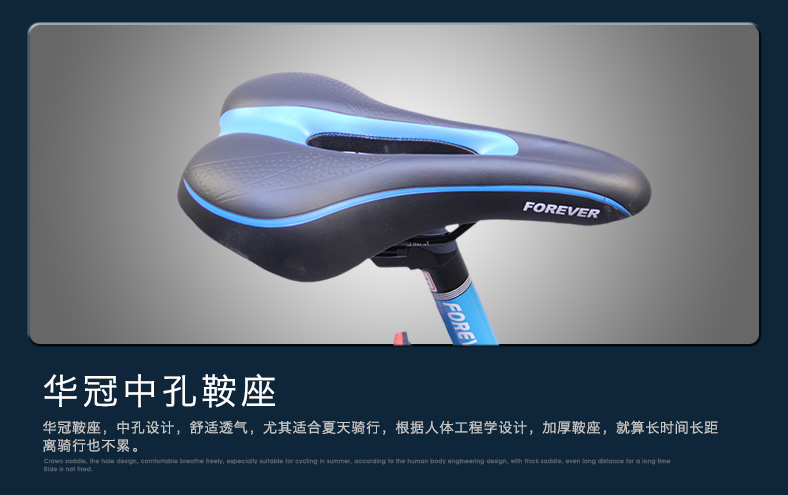 FOREVER
FOREV
华冠中孔鞍座
华冠鞍座，中孔设计，舒适透气，尤其适合夏天骑行，根据人体工程学设计，加厚鞍座，就算长时间长距
离骑行也不累。
Crown saddle, the hole design, comfortable breathe freely, especially suitable for cycling in summer, according to the human body engineering design, with thick saddle, even long distance for a long time
Ride is not tired.